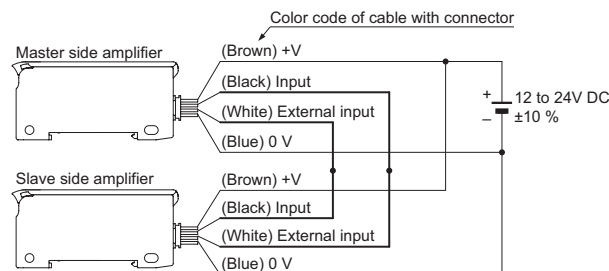 Color code of cable with connector
Master side amplifier
(Brown) +V
(Black) Input
(White) External input
(Blue) 0 V
+
–
12 to 24V DC
±10 %
Slave side amplifier
(Brown) +V
(Black) Input
(White) External input
(Blue) 0 V